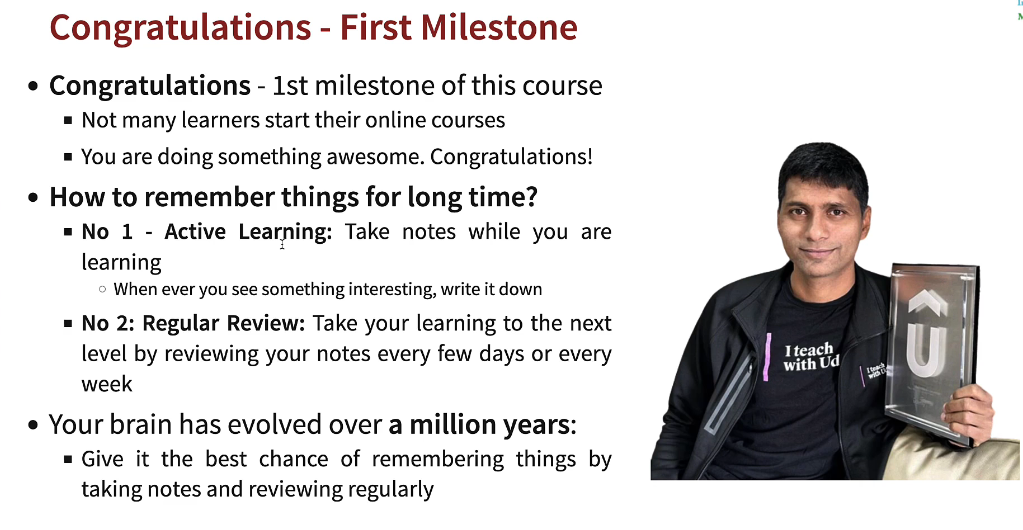 Congratulations - First Milestone
• Congratulations - 1st milestone of this course
▪ Not many learners start their online courses
▪ You are doing something awesome. Congratulations!
• How to remember things for long time?
▪ No 1 - Active Learning: Take notes while you are
learning
○ When ever you see something interesting, write it down
▪ No 2: Regular Review: Take your learning to the next
level by reviewing your notes every few days or every
week
• Your brain has evolved over a million years:
▪ Give it the best chance of remembering things by
taking notes and reviewing regularly
I teach
with Ud
I teach
with U
U